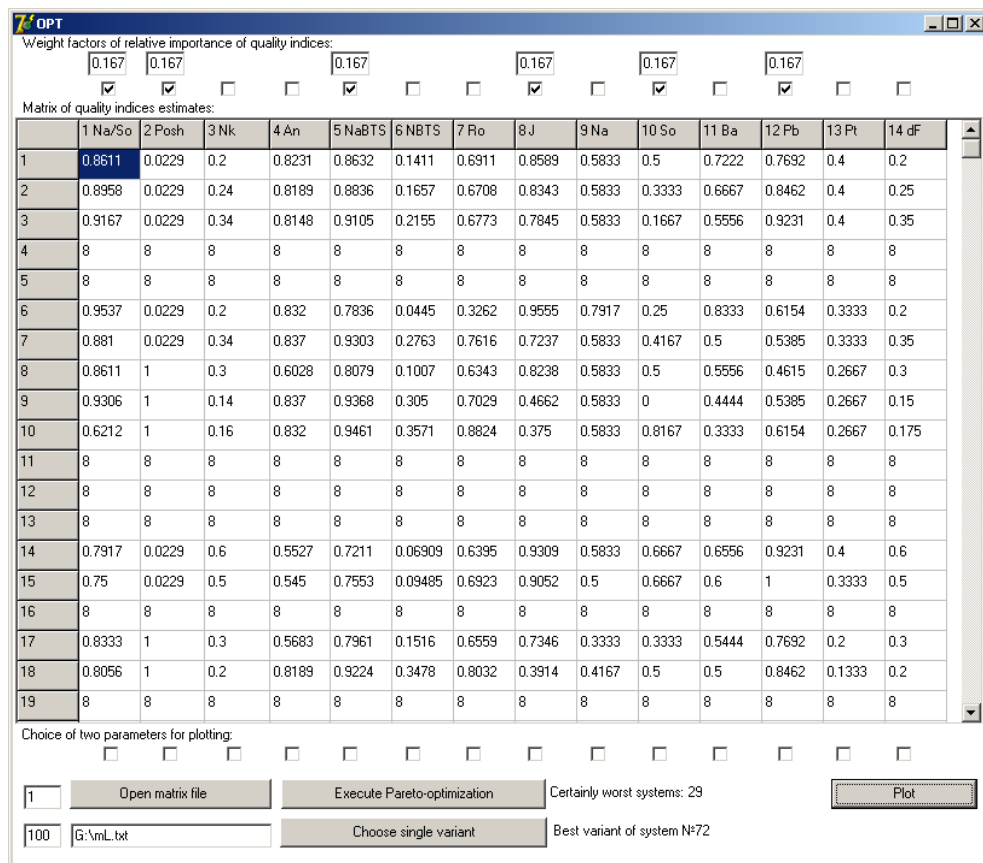 OPT
Weight factors of relative importance of quality indices:
0.167 0.167 0.167 0.167 0.167 0.167
Matrix of quality indices estimates:
1 Na/So 2 Posh 3 Nk 4 An 5 NaBTS 6 NBTS 7 Ro 8 J 9 Na 10 So 11 Ba 12 Pb 13 Pt 14 dF
1 0.8611 0.0229 0.2 0.8231 0.8632 0.1411 0.6911 0.8589 0.5833 0.5 0.7222 0.7692 0.4 0.2
2 0.8958 0.0229 0.24 0.8189 0.8836 0.1657 0.6708 0.8343 0.5833 0.3333 0.6667 0.8462 0.4 0.25
3 0.9167 0.0229 0.34 0.8148 0.9105 0.2155 0.6773 0.7845 0.5833 0.1667 0.5556 0.9231 0.4 0.35
4 8 8 8 8 8 8 8 8 8 8 8 8 8 8
5 8 8 8 8 8 8 8 8 8 8 8 8 8 8
6 0.9537 0.0229 0.2 0.832 0.7836 0.0445 0.3262 0.9555 0.7917 0.25 0.8333 0.6154 0.3333 0.2
7 0.881 0.0229 0.34 0.837 0.9303 0.2763 0.7616 0.7237 0.5833 0.4167 0.5 0.5385 0.3333 0.35
8 0.8611 1 0.3 0.6028 0.8079 0.1007 0.6343 0.8238 0.5833 0.5 0.5556 0.4615 0.2667 0.3
9 0.9306 1 0.14 0.837 0.9368 0.305 0.7029 0.4662 0.5833 0 0.4444 0.5385 0.2667 0.15
10 0.6212 1 0.16 0.832 0.9461 0.3571 0.8824 0.375 0.5833 0.8167 0.3333 0.6154 0.2667 0.175
11 8 8 8 8 8 8 8 8 8 8 8 8 8 8
12 8 8 8 8 8 8 8 8 8 8 8 8 8 8
13 8 8 8 8 8 8 8 8 8 8 8 8 8 8
14 0.7917 0.0229 0.6 0.5527 0.7211 0.06909 0.6395 0.9309 0.5833 0.6667 0.6556 0.9231 0.4 0.6
15 0.75 0.0229 0.5 0.545 0.7553 0.09485 0.6923 0.9052 0.5 0.6667 0.6 1 0.3333 0.5
16 8 8 8 8 8 8 8 8 8 8 8 8 8 8
17 0.8333 1 0.3 0.5683 0.7961 0.1516 0.6559 0.7346 0.3333 0.3333 0.5444 0.7692 0.2 0.3
18 0.8056 1 0.2 0.8189 0.9224 0.3478 0.8032 0.3914 0.4167 0.5 0.5 0.8462 0.1333 0.2
19 8 8 8 8 8 8 8 8 8 8 8 8 8 8
Choice of two parameters for plotting:
1 Open matrix file Execute Pareto-optimization Certainly worst systems: 29 Plot
100 G:\mL.txt Choose single variant Best variant of system №72